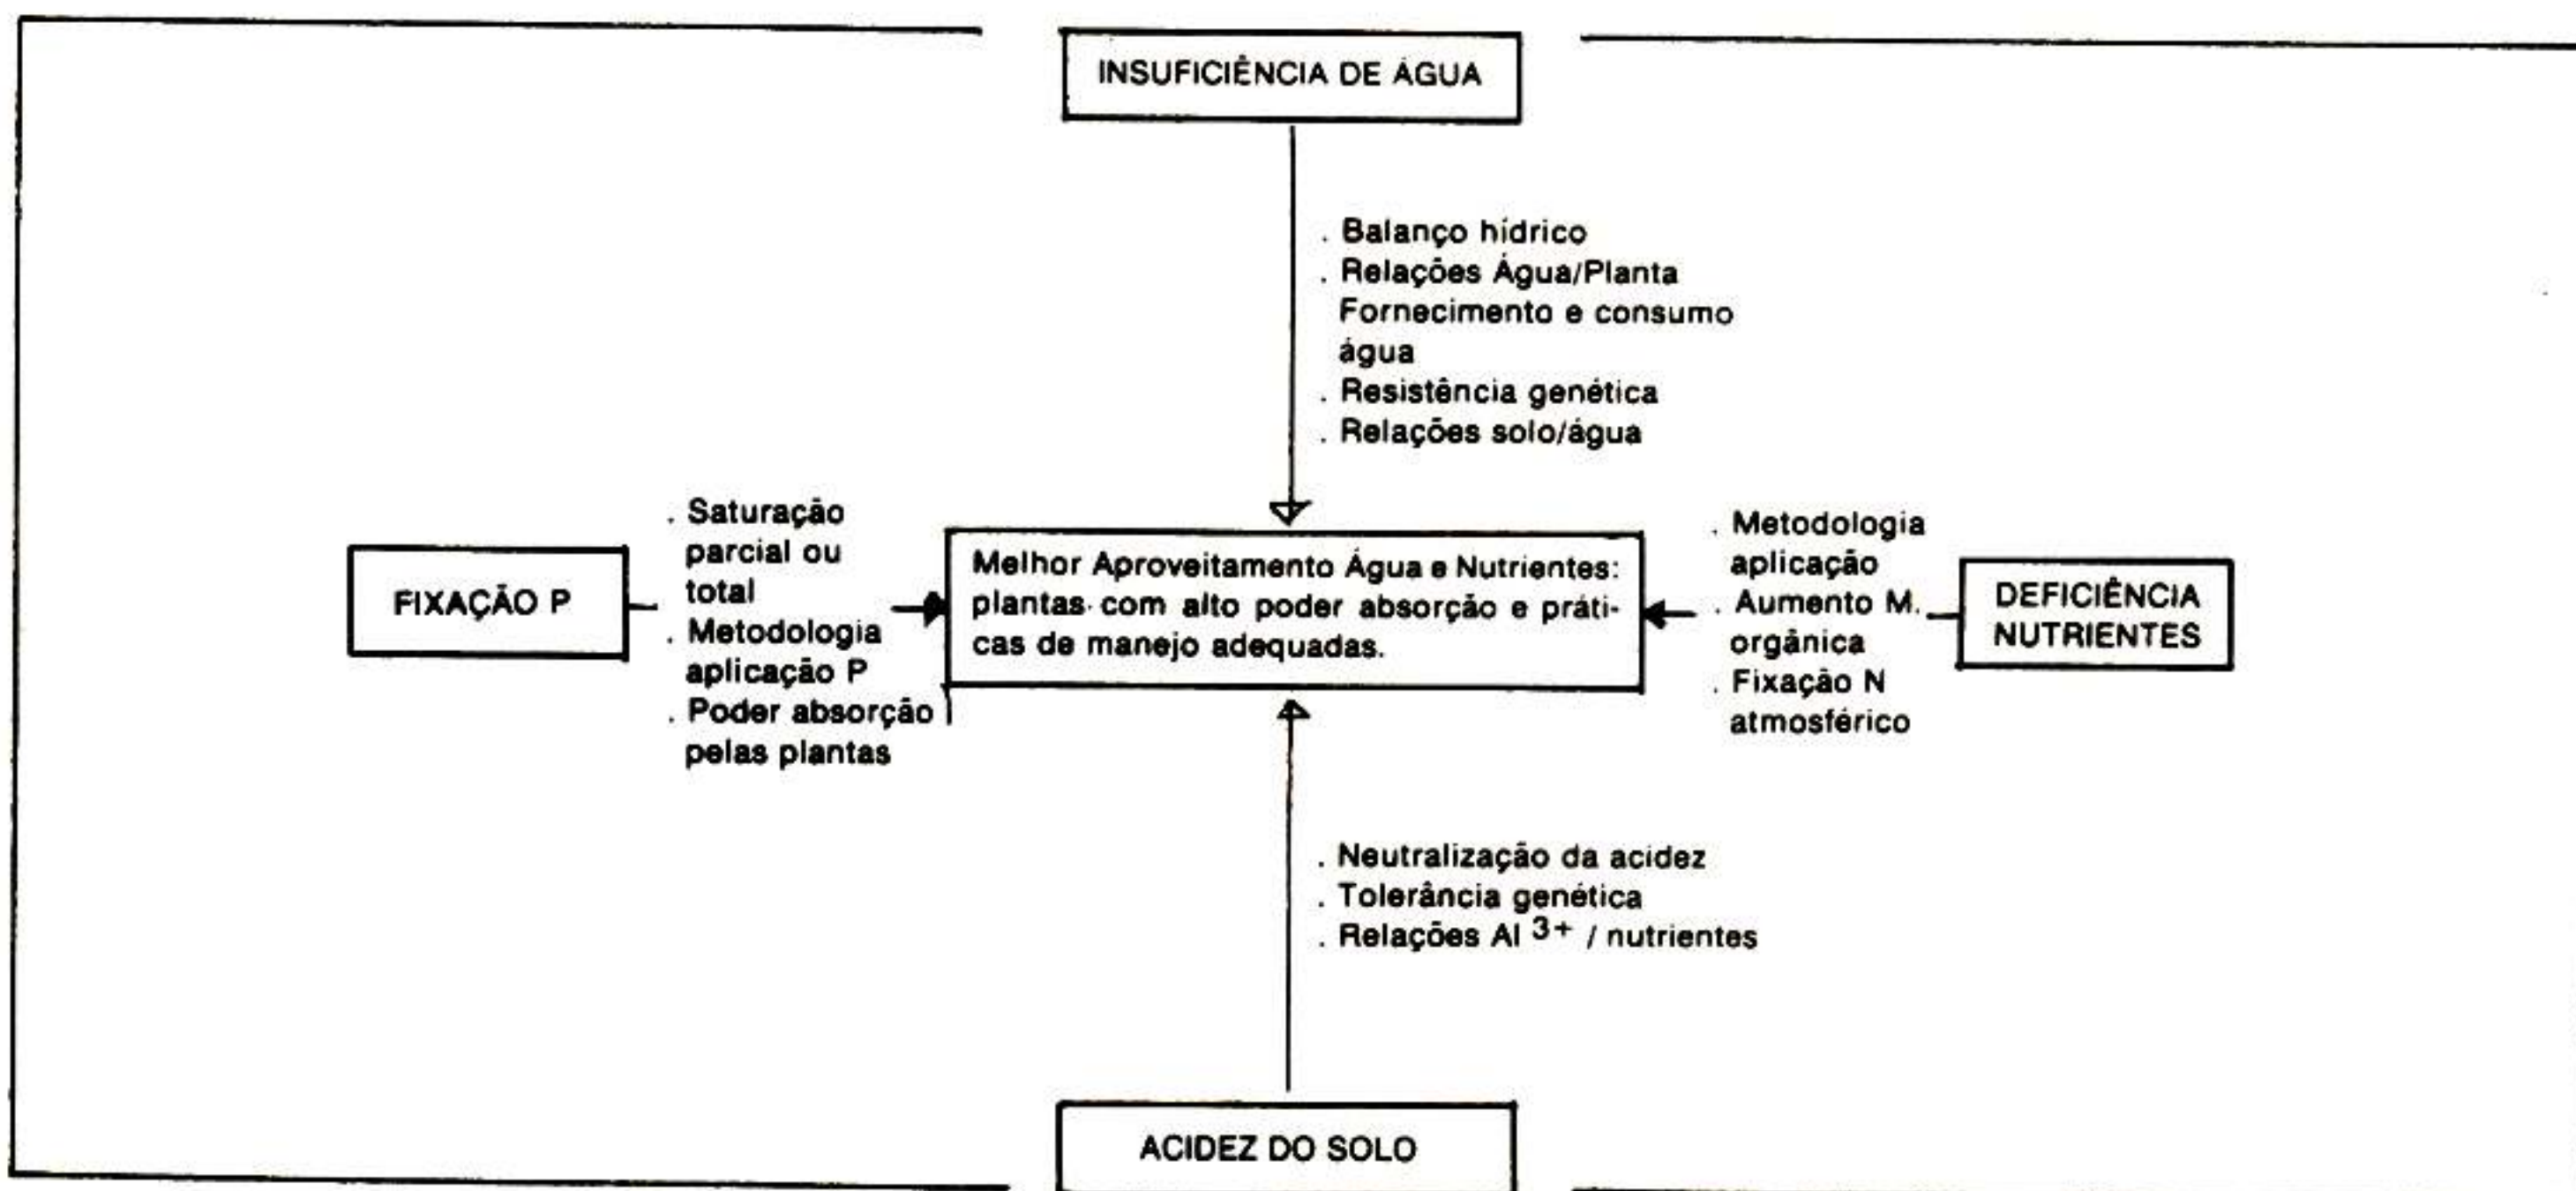 INSUFICIÊNCIA DE ÁGUA
. Balanço hídrico
. Relações Água/Planta
Fornecimento e consumo
água
. Resistência genética
. Relações solo/água
FIXAÇÃO P
. Saturação
parcial ou
total
. Metodologia
aplicação P
. Poder absorção
pelas plantas
Melhor Aproveitamento Água e Nutrientes:
plantas com alto poder absorção e práti-
cas de manejo adequadas.
. Metodologia
aplicação
. Aumento M.
orgânica
. Fixação N
atmosférico
DEFICIÊNCIA
NUTRIENTES
. Neutralização da acidez
. Tolerância genética
. Relações Al 3+ / nutrientes
ACIDEZ DO SOLO